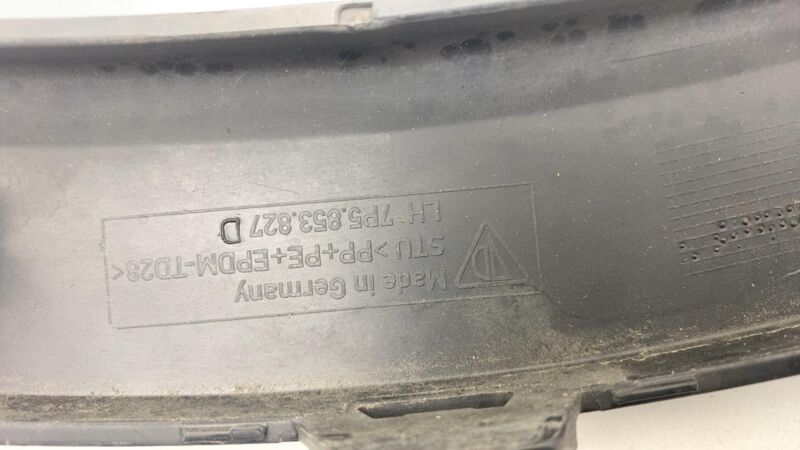 LH 7P5.853.827 D
STU >PP+PE+EPDM-TD28<
Made in Germany